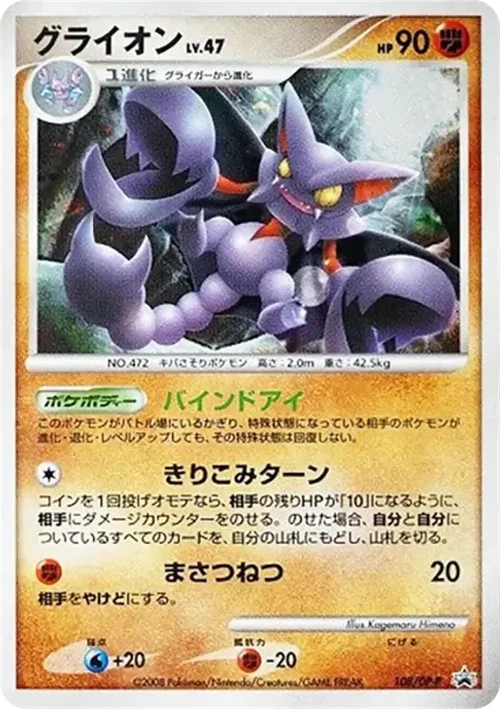 グライオン LV.47 HP 90
1進化 グライガーから進化
NO.472 キバさそりポケモン 高さ:2.0m 重さ:42.5kg
ポケボディー バインドアイ
このポケモンがバトル場にいるかぎり、特殊状態になっている相手のポケモンが
進化・退化・レベルアップしても、その特殊状態は回復しない。
きりこみターン
コインを1回投げオモテなら、相手の残りHPが「10」になるように、
相手にダメージカウンターをのせる。のせた場合、自分と自分に
ついているすべてのカードを、自分の山札にもどし、山札を切る。
まさつねつ 20
相手をやけどにする。
Illus. Kagemaru Himeno
弱点 抵抗力 にげる
+20 -20
©2008 Pokémon/Nintendo/Creatures/GAME FREAK. 108/DP-P